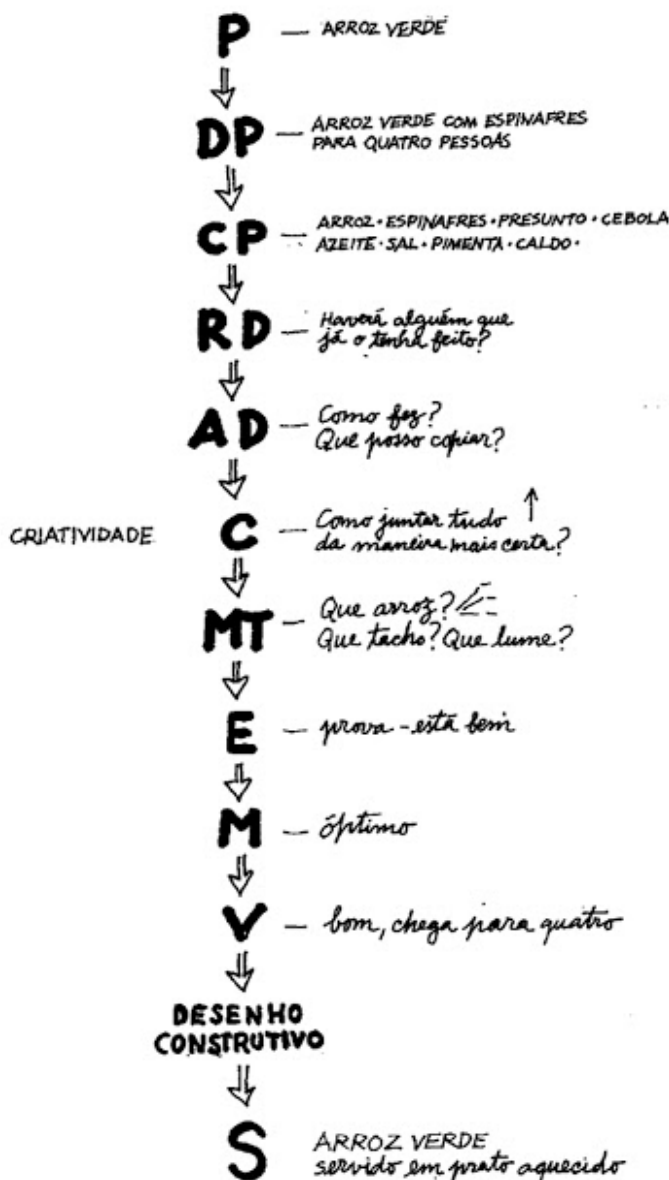 P — ARROZ VERDE
DP — ARROZ VERDE COM ESPINAFRES
PARA QUATRO PESSOAS
CP — ARROZ · ESPINAFRES · PRESUNTO · CEBOLA
AZEITE · SAL · PIMENTA · CALDO ·
RD — Haverá alguém que
já o tenha feito?
AD — Como fez?
Que posso copiar?
CRIATIVIDADE C — Como juntar tudo
da maneira mais certa?
MT — Que arroz?
Que tacho? Que lume?
E — prova - está bem
M — óptimo
V — bom, chega para quatro
DESENHO
CONSTRUTIVO
S ARROZ VERDE
servido em prato aquecido